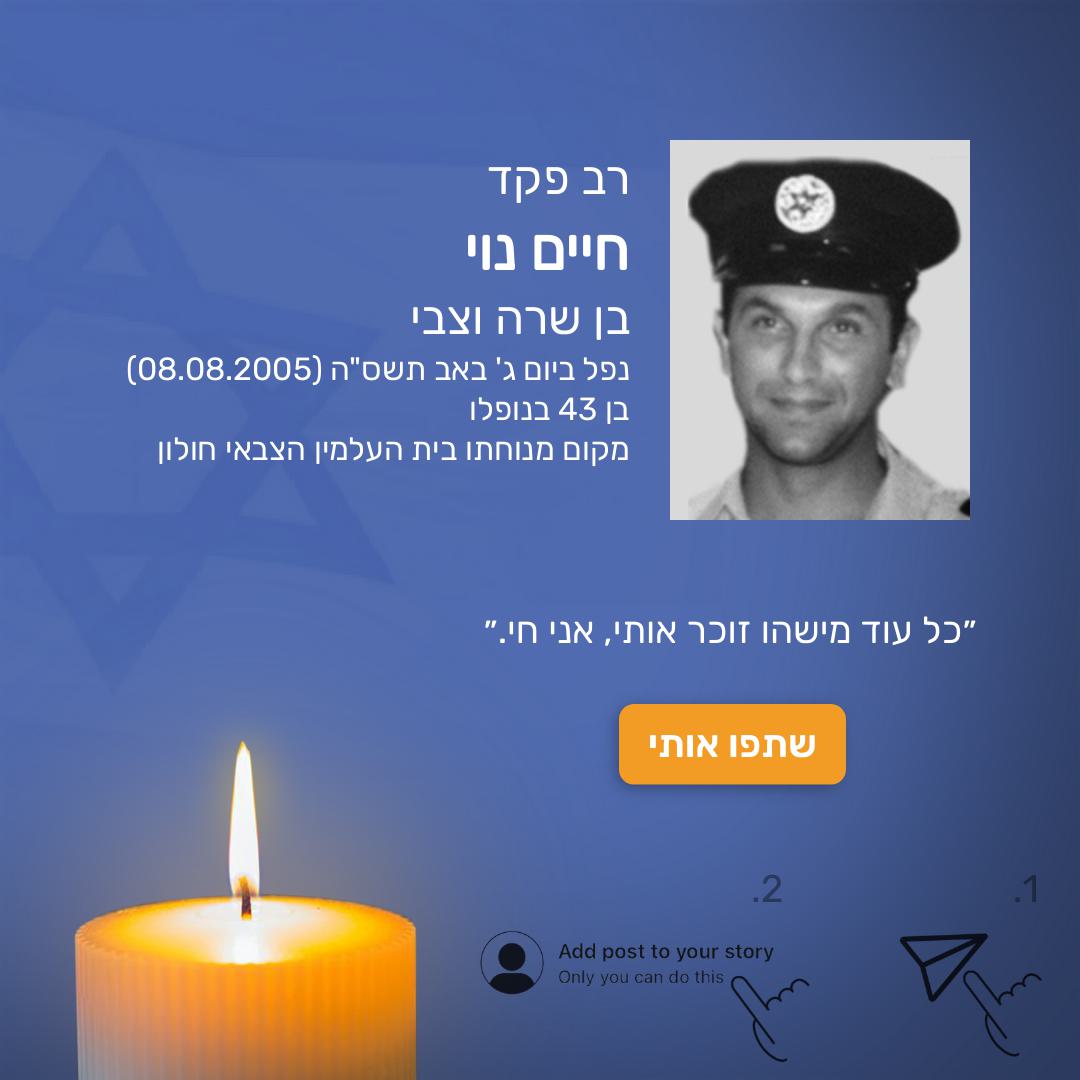 רב פקד
חיים נוי
בן שרה וצבי
נפל ביום ג' באב תשס"ה (08.08.2005)
בן 43 בנופלו
מקום מנוחתו בית העלמין הצבאי חולון
״כל עוד מישהו זוכר אותי, אני חי.״
שתפו אותי
1.
2.
Add post to your story
Only you can do this